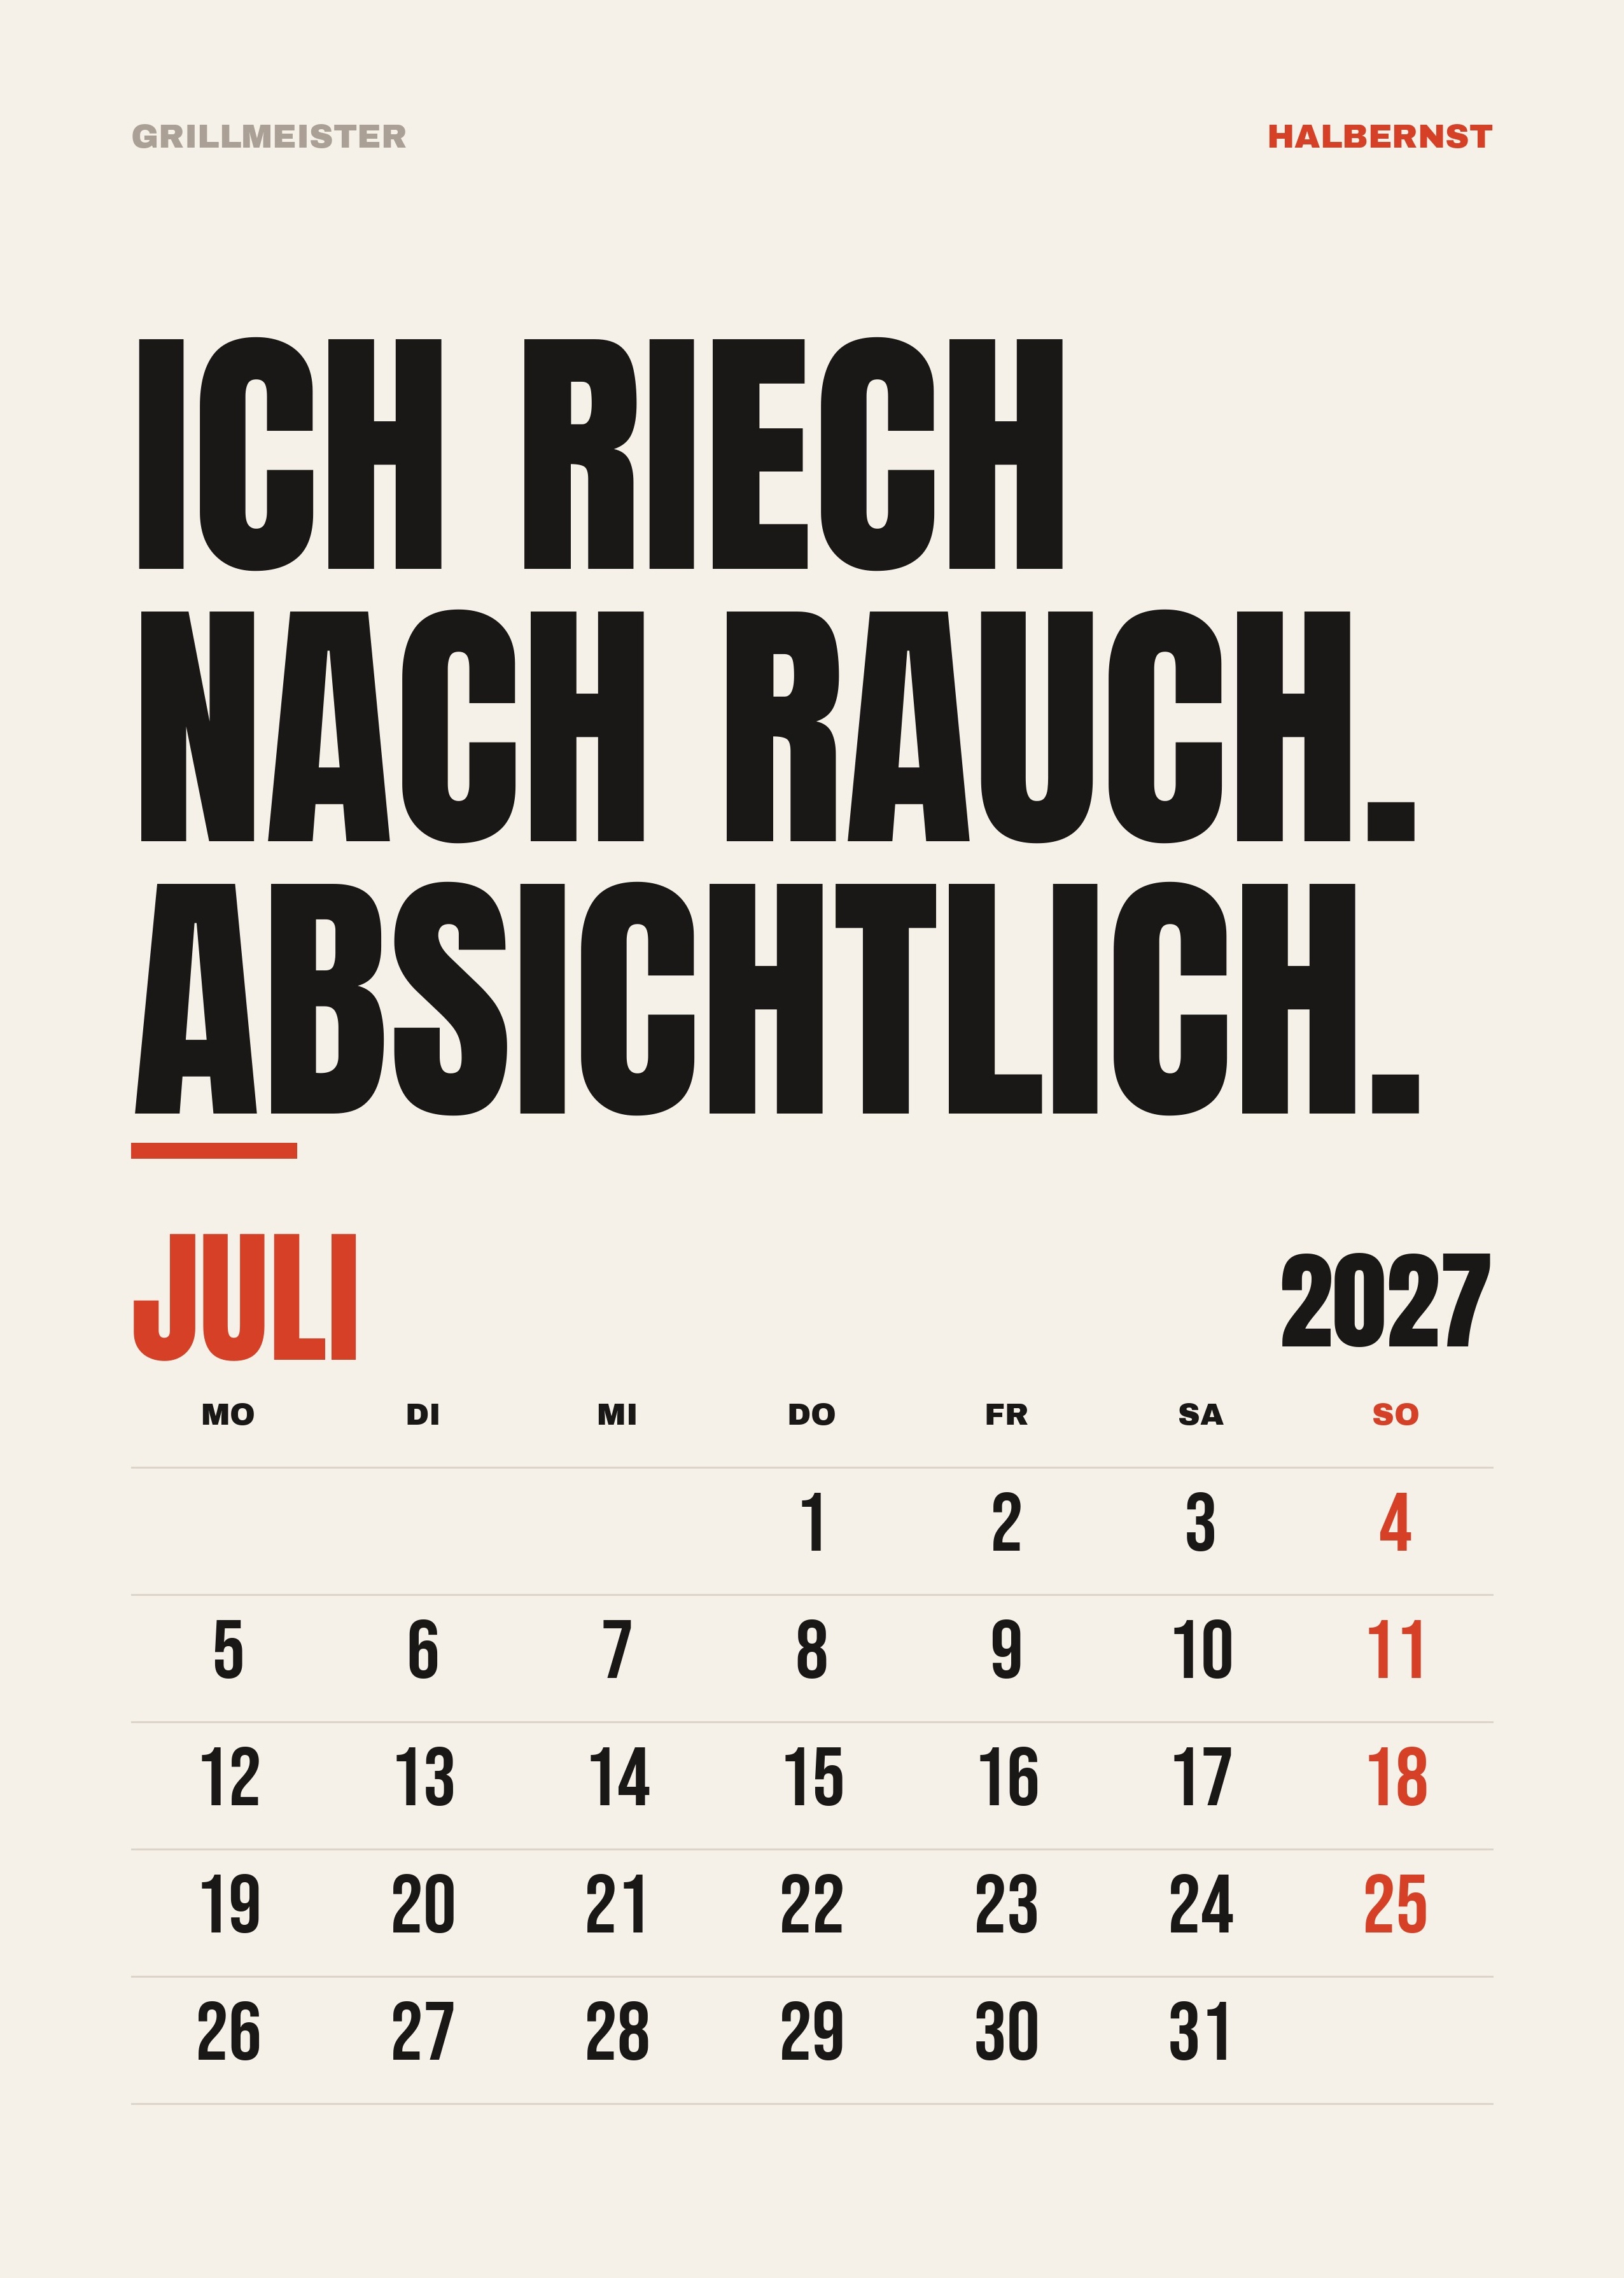 GRILLMEISTER HALBERNST
ICH RIECH
NACH RAUCH.
ABSICHTLICH.
JULI 2027
MO DI MI DO FR SA SO
1 2 3 4
5 6 7 8 9 10 11
12 13 14 15 16 17 18
19 20 21 22 23 24 25
26 27 28 29 30 31